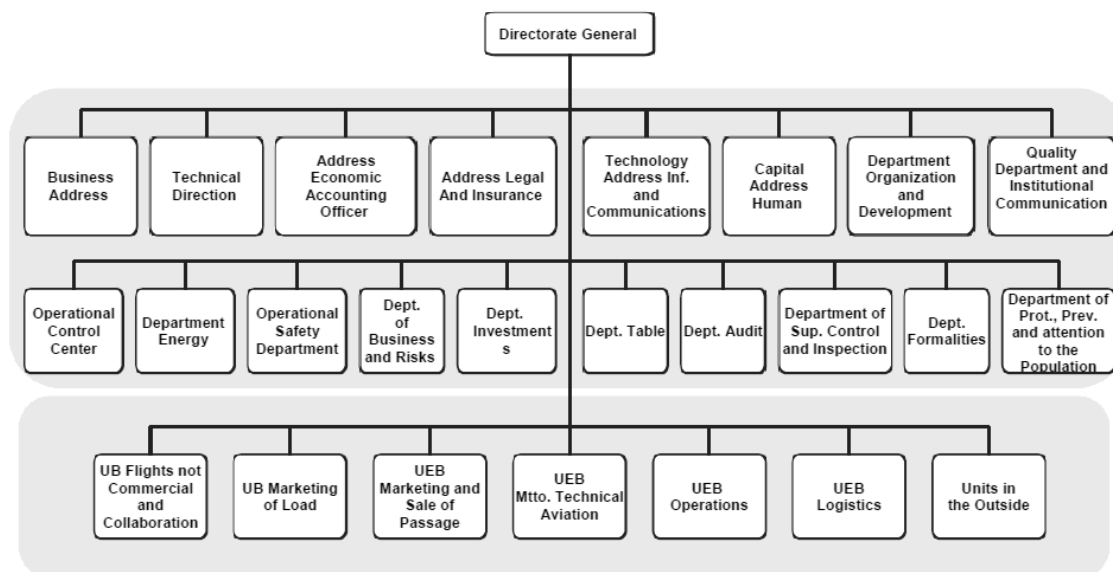 Directorate General
Business
Address
Technical
Direction
Address
Economic
Accounting
Officer
Address Legal
And Insurance
Technology
Address Inf.
and
Communications
Capital
Address
Human
Department
Organization
and
Development
Quality
Department and
Institutional
Communication
Operational
Control
Center
Department
Energy
Operational
Safety
Department
Dept.
of
Business
and Risks
Dept.
Investment
s
Dept. Table
Dept. Audit
Department of
Sup. Control
and Inspection
Dept.
Formalities
Department of
Prot., Prev.
and attention
to the
Population
UB Flights not
Commercial
and
Collaboration
UB Marketing
of Load
UEB
Marketing and
Sale of
Passage
UEB
Mtto. Technical
Aviation
UEB
Operations
UEB
Logistics
Units in
the Outside